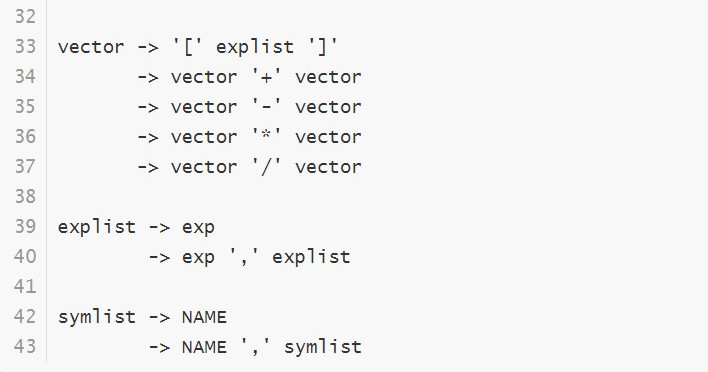 32
33 vector -> '[' explist ']'
34        -> vector '+' vector
35        -> vector '-' vector
36        -> vector '*' vector
37        -> vector '/' vector
38
39 explist -> exp
40         -> exp ',' explist
41
42 symlist -> NAME
43         -> NAME ',' symlist